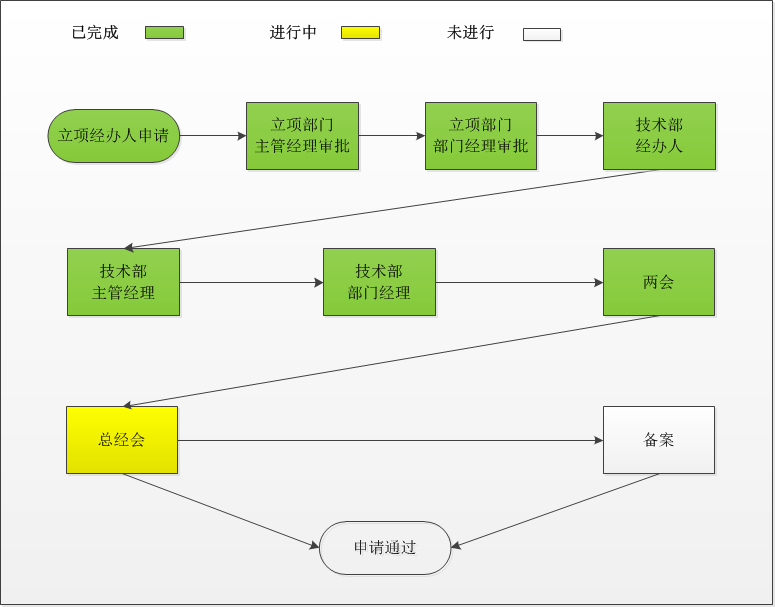 已完成
进行中
未进行
立项经办人申请
立项部门
主管经理审批
立项部门
部门经理审批
技术部
经办人
技术部
主管经理
技术部
部门经理
两会
总经会
备案
申请通过